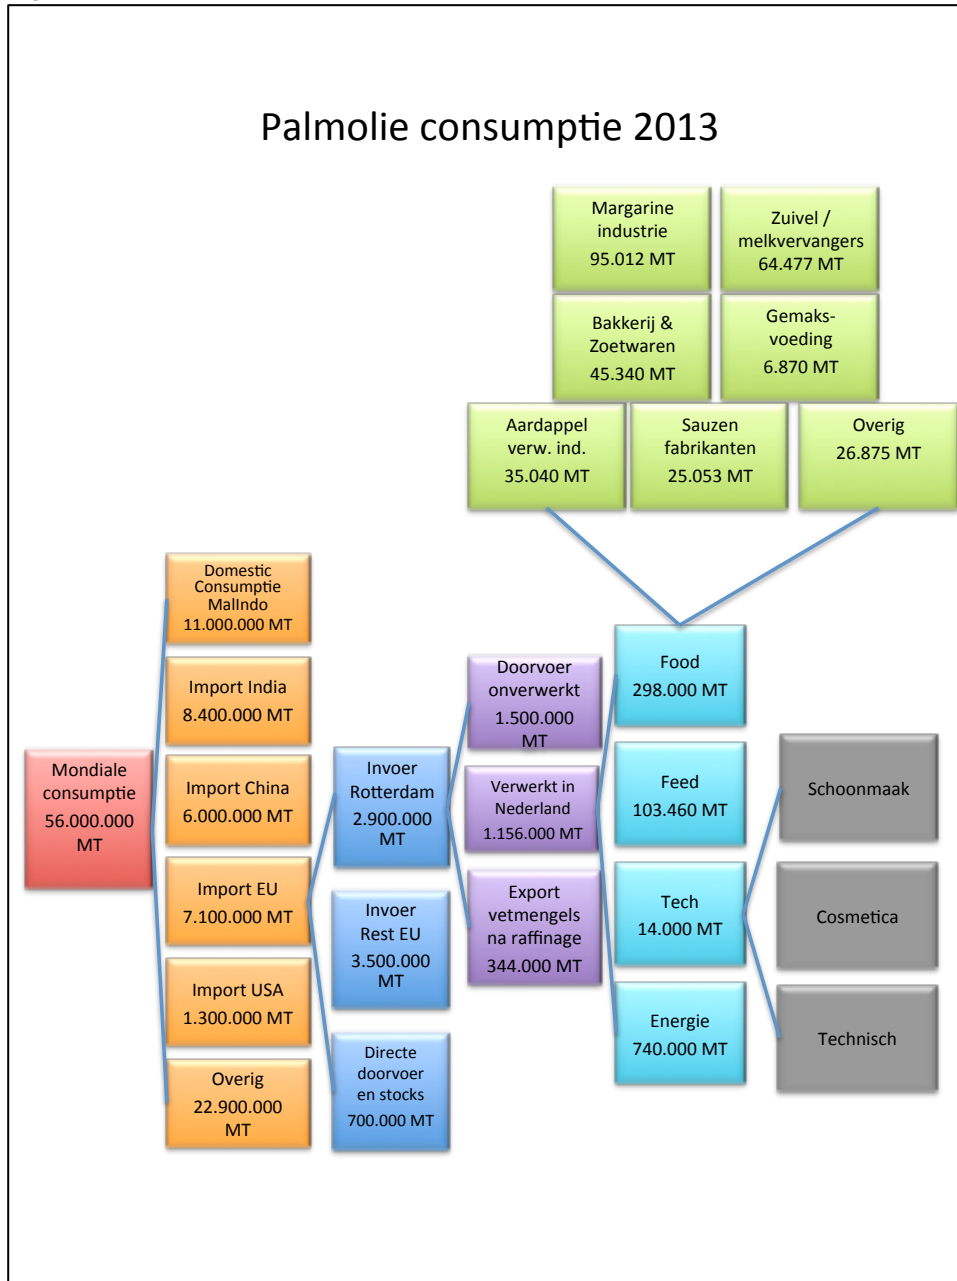 Palmolie consumptie 2013
Margarine
industrie
95.012 MT
Zuivel /
melkvervangers
64.477 MT
Bakkerij &
Zoetwaren
45.340 MT
Gemaks-
voeding
6.870 MT
Aardappel
verw. ind.
35.040 MT
Sauzen
fabrikanten
25.053 MT
Overig
26.875 MT
Domestic
Consumptie
MalIndo
11.000.000 MT
Import India
8.400.000 MT
Import China
6.000.000 MT
Import EU
7.100.000 MT
Import USA
1.300.000 MT
Overig
22.900.000
MT
Mondiale
consumptie
56.000.000
MT
Invoer
Rotterdam
2.900.000
MT
Invoer
Rest EU
3.500.000
MT
Directe
doorvoer
en stocks
700.000 MT
Doorvoer
onverwerkt
1.500.000
MT
Verwerkt in
Nederland
1.156.000 MT
Export
vetmengels
na raffinage
344.000 MT
Food
298.000 MT
Feed
103.460 MT
Tech
14.000 MT
Energie
740.000 MT
Schoonmaak
Cosmetica
Technisch